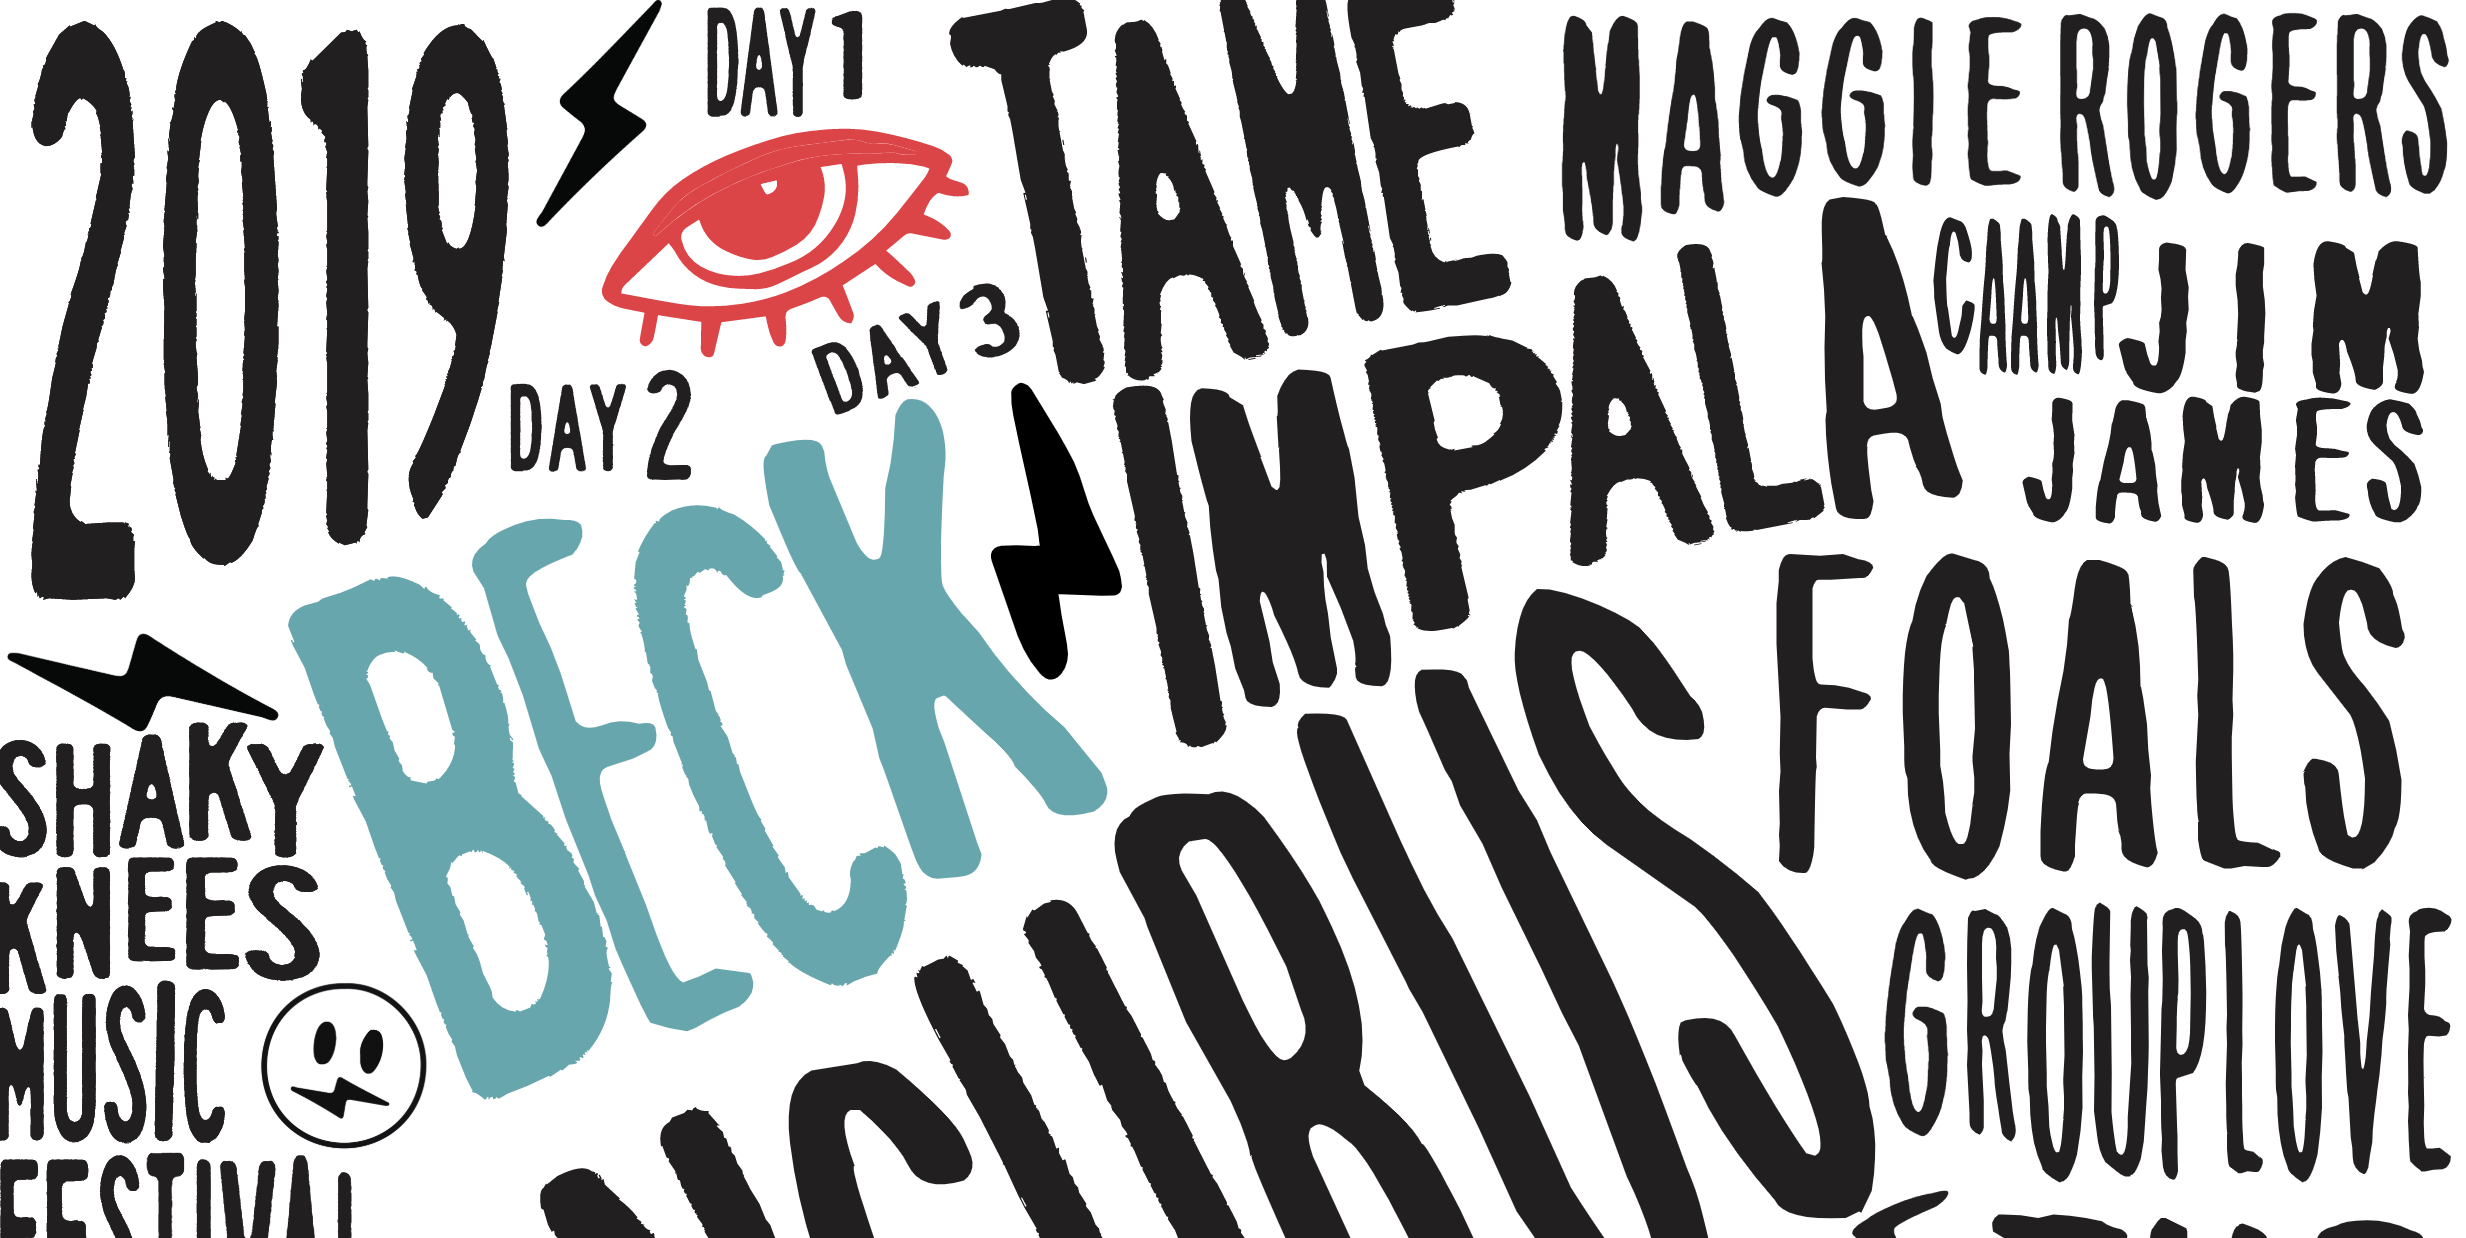 2019
DAY 1
DAY 2
DAY 3
TAME
IMPALA
MAGGIE ROGERS
CAAMP
JIM
JAMES
BECK
FOALS
SHAKY
KNEES
MUSIC
FESTIVAL
GROUPLOVE